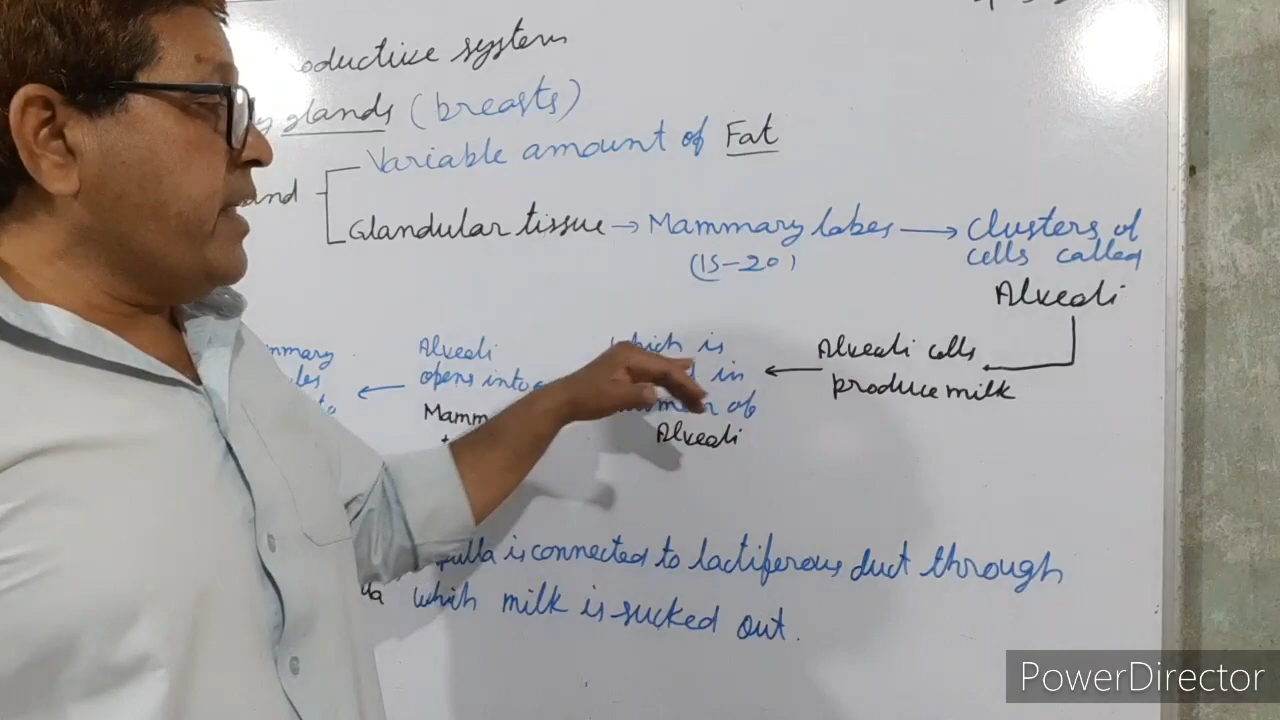 oductive system
glands (breasts)
Variable amount of Fat
and
Glandular tissue → Mammary lobes → Clusters of
(15-20) cells called
Alveoli
mmary Alveoli which is Alveoli cells
opens into in produce milk
Mamm of
Alveoli
is connected to lactiferous duct through
which milk is sucked out.
PowerDirector